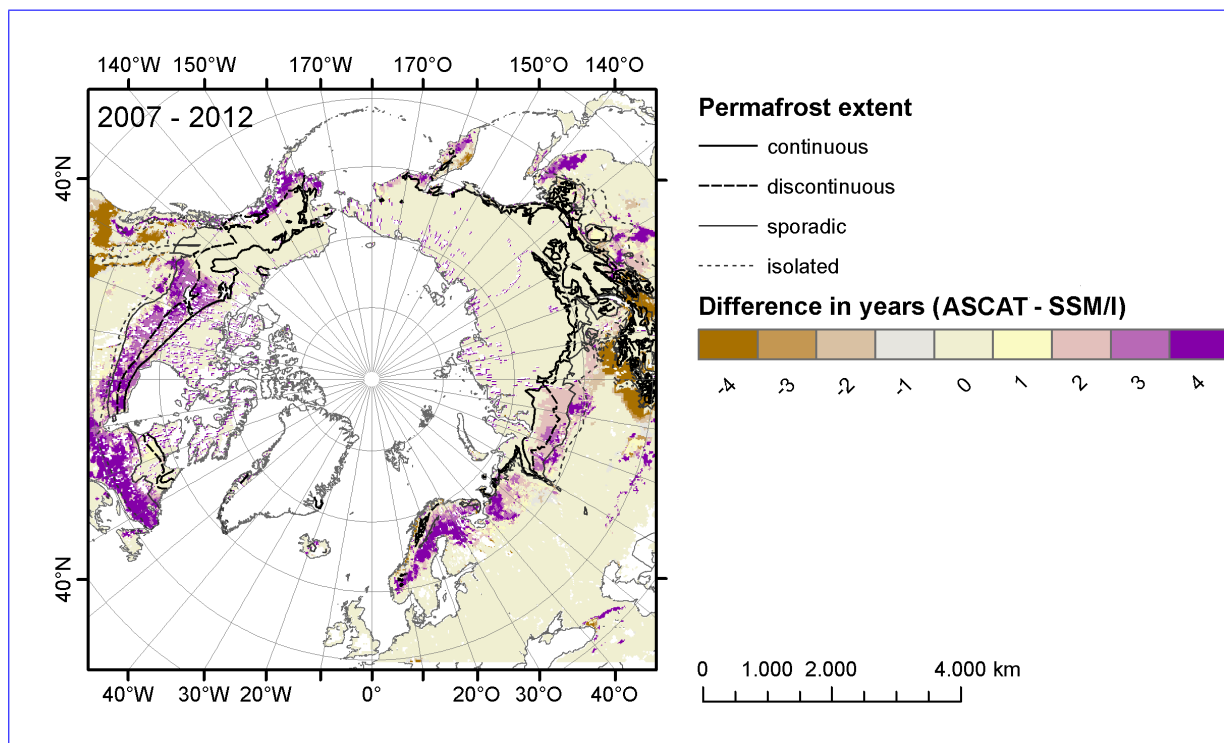 140°W 150°W 170°W 170°O 150°O 140°O
2007 - 2012
40°N
40°N
40°W 30°W 20°W 0° 20°O 30°O 40°O
Permafrost extent
continuous
discontinuous
sporadic
isolated
Difference in years (ASCAT - SSM/I)
-4 -3 -2 -1 0 1 2 3 4
0 1.000 2.000 4.000 km